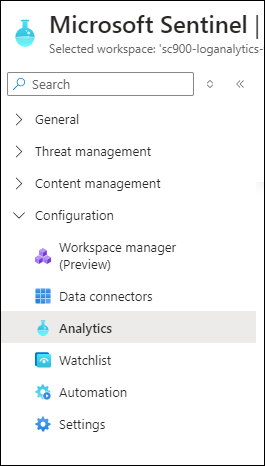 Microsoft Sentinel |
Selected workspace: 'sc900-loganalytics-
Search
General
Threat management
Content management
Configuration
Workspace manager
(Preview)
Data connectors
Analytics
Watchlist
Automation
Settings